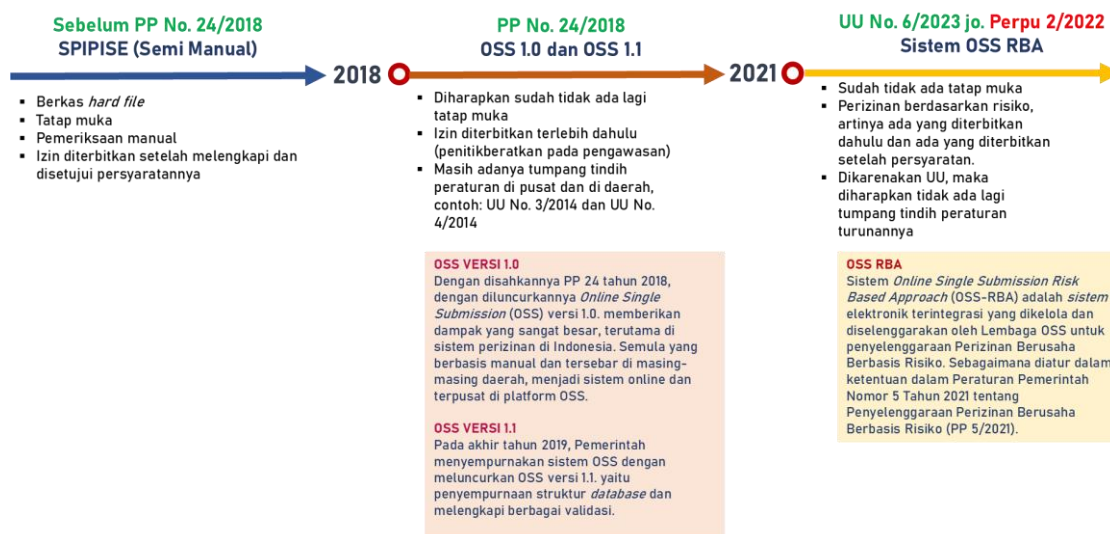 Sebelum PP No. 24/2018
SPIPISE (Semi Manual)
▪ Berkas hard file
▪ Tatap muka
▪ Pemeriksaan manual
▪ Izin diterbitkan setelah melengkapi dan
disetujui persyaratannya
2018
PP No. 24/2018
OSS 1.0 dan OSS 1.1
▪ Diharapkan sudah tidak ada lagi
tatap muka
▪ Izin diterbitkan terlebih dahulu
(penitikberatkan pada pengawasan)
▪ Masih adanya tumpang tindih
peraturan di pusat dan di daerah,
contoh: UU No. 3/2014 dan UU No.
4/2014
OSS VERSI 1.0
Dengan disahkannya PP 24 tahun 2018,
dengan diluncurkannya Online Single
Submission (OSS) versi 1.0. memberikan
dampak yang sangat besar, terutama di
sistem perizinan di Indonesia. Semula yang
berbasis manual dan tersebar di masing-
masing daerah, menjadi sistem online dan
terpusat di platform OSS.
OSS VERSI 1.1
Pada akhir tahun 2019, Pemerintah
menyempurnakan sistem OSS dengan
meluncurkan OSS versi 1.1. yaitu
penyempurnaan struktur database dan
melengkapi berbagai validasi.
2021
UU No. 6/2023 jo. Perpu 2/2022
Sistem OSS RBA
▪ Sudah tidak ada tatap muka
▪ Perizinan berdasarkan risiko,
artinya ada yang diterbitkan
dahulu dan ada yang diterbitkan
setelah persyaratan.
▪ Dikarenakan UU, maka
diharapkan tidak ada lagi
tumpang tindih peraturan
turunannya
OSS RBA
Sistem Online Single Submission Risk
Based Approach (OSS-RBA) adalah sistem
elektronik terintegrasi yang dikelola dan
diselenggarakan oleh Lembaga OSS untuk
penyelenggaraan Perizinan Berusaha
Berbasis Risiko. Sebagaimana diatur dalam
ketentuan dalam Peraturan Pemerintah
Nomor 5 Tahun 2021 tentang
Penyelenggaraan Perizinan Berusaha
Berbasis Risiko (PP 5/2021).